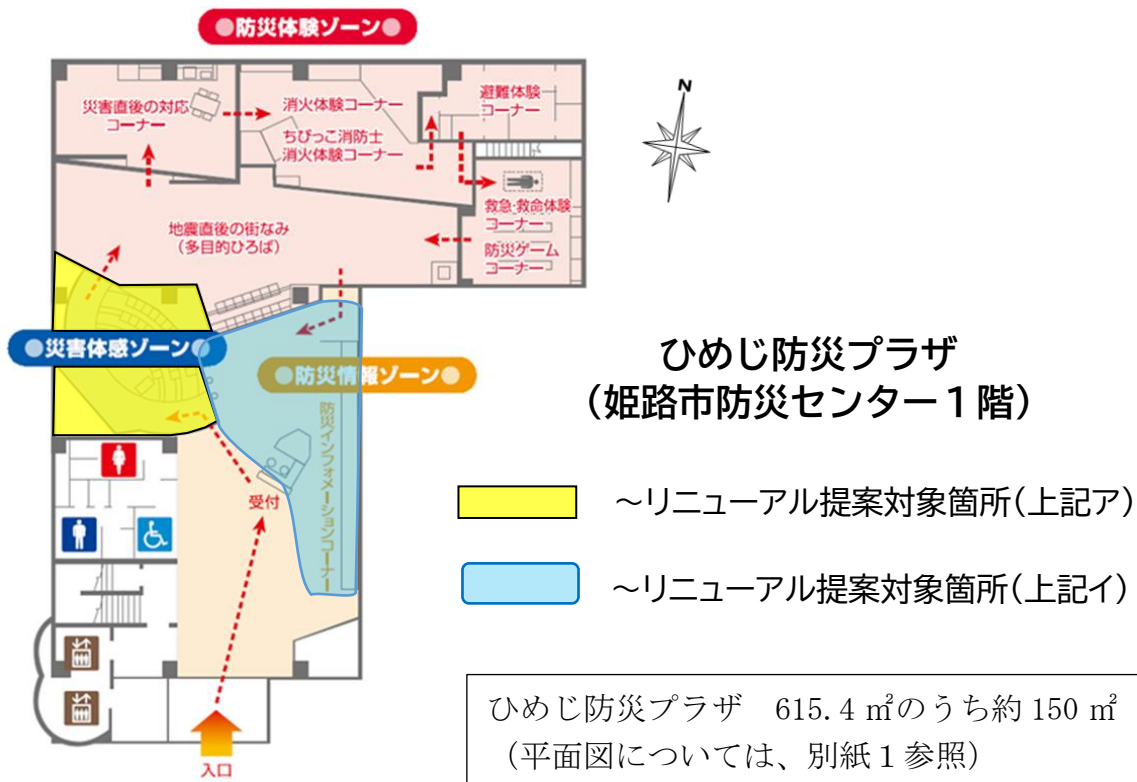 ●防災体験ゾーン●
N
災害直後の対応
コーナー
消火体験コーナー
ちびっこ消防士
消火体験コーナー
避難体験
コーナー
救急・救命体験
コーナー
防災ゲーム
コーナー
地震直後の街なみ
(多目的ひろば)
●災害体感ゾーン●
●防災情報ゾーン●
防災インフォメーションコーナー
受付
入口
ひめじ防災プラザ
(姫路市防災センター1階)
~リニューアル提案対象箇所(上記ア)
~リニューアル提案対象箇所(上記イ)
ひめじ防災プラザ 615.4㎡のうち約150㎡
(平面図については、別紙1参照)